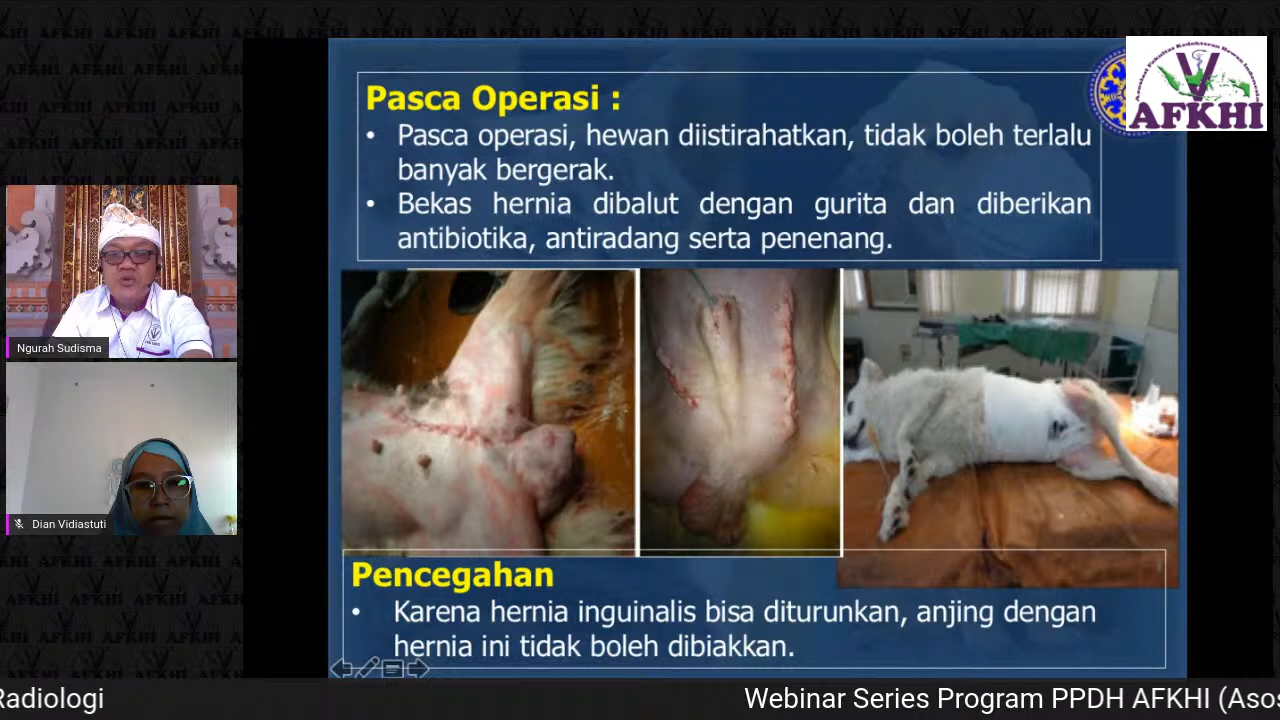 Pasca Operasi :
• Pasca operasi, hewan diistirahatkan, tidak boleh terlalu
banyak bergerak.
• Bekas hernia dibalut dengan gurita dan diberikan
antibiotika, antiradang serta penenang.
AFKHI
Ngurah Sudisma
Dian Vidiastuti
Pencegahan
• Karena hernia inguinalis bisa diturunkan, anjing dengan
hernia ini tidak boleh dibiakkan.
Radiologi
Webinar Series Program PPDH AFKHI (Asos